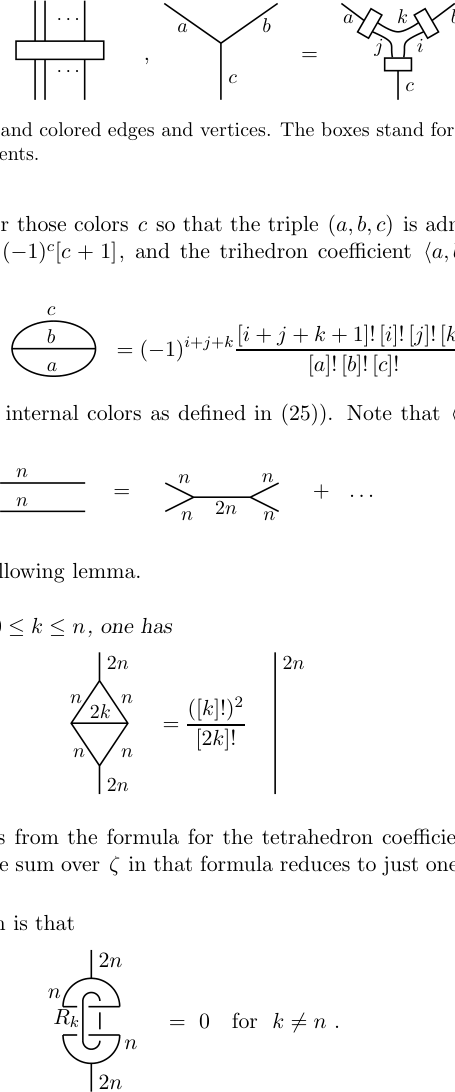 ... , a b c = a k b j i c
...
and colored edges and vertices. The boxes stand for
ents.
r those colors c so that the triple (a, b, c) is adm
(−1)^c[c + 1], and the trihedron coefficient ⟨a, b
c
b
a
= (−1)^{i+j+k} [i + j + k + 1]! [i]! [j]! [k / [a]! [b]! [c]!
internal colors as defined in (25)). Note that
n n = n n 2n n n + ...
llowing lemma.
0 ≤ k ≤ n, one has
2n
n n
2k
n n
2n
= ([k]!)^2 / [2k]!
2n
s from the formula for the tetrahedron coefficie
e sum over ζ in that formula reduces to just one
n is that
2n
n
R_k
n
2n
= 0 for k ≠ n .